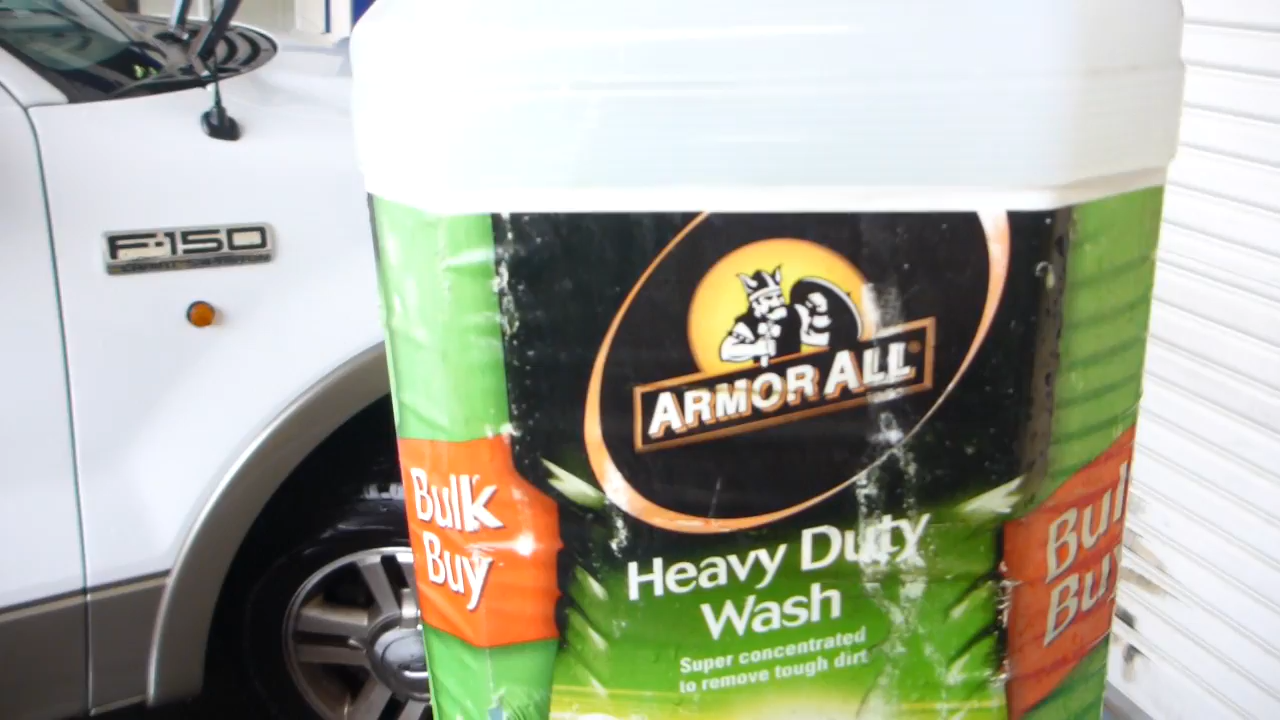 F-150
ARMOR ALL
Bulk
Buy
Heavy Duty
Wash
Super concentrated
to remove tough dirt
Bul
Buy